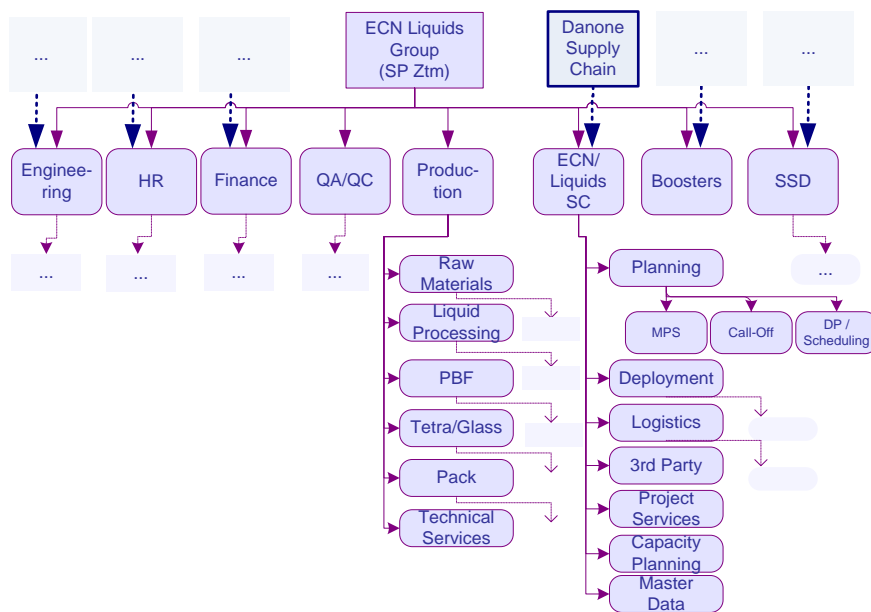 ECN Liquids
Group
(SP Ztm)
Danone
Supply
Chain
...
...
...
...
...
Enginee-
ring
HR
Finance
QA/QC
Produc-
tion
ECN/
Liquids
SC
Boosters
SSD
...
...
...
...
...
Raw
Materials
Liquid
Processing
PBF
Tetra/Glass
Pack
Technical
Services
Planning
MPS
Call-Off
DP /
Scheduling
Deployment
Logistics
3rd Party
Project
Services
Capacity
Planning
Master
Data